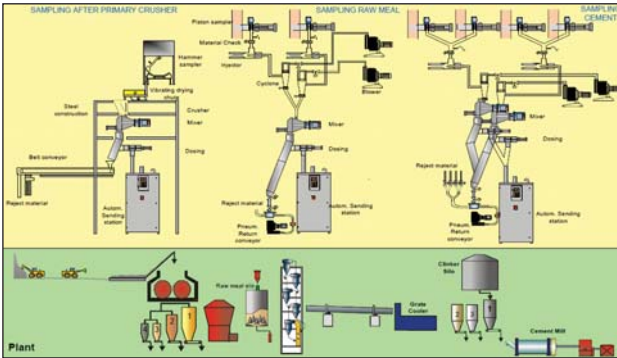 SAMPLING AFTER PRIMARY CRUSHER
Hammer
sampler
Vibrating drying
chute
Steel
construction
Crusher
Mixer
Dosing
Belt conveyor
Reject material
Autom. Sending
station
SAMPLING RAW MEAL
Piston sampler
Material Check
Injector
Cyclone
Blower
Mixer
Dosing
Reject material
Autom. Sending
station
Pneum.
Return
conveyor
SAMPLING
CEMENT
Mixer
Dosing
Reject material
Autom. Sending
station
Pneum.
Return
conveyor
Plant
2
1
Raw meal silo
Grate
Cooler
Clinker
Silo
1
Cement Mill